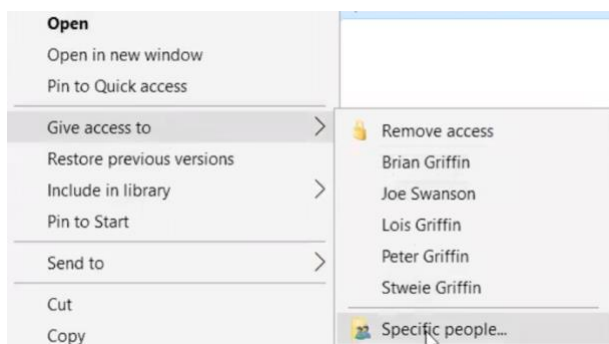 Open
Open in new window
Pin to Quick access
Give access to
Restore previous versions
Include in library
Pin to Start
Send to
Cut
Copy
Remove access
Brian Griffin
Joe Swanson
Lois Griffin
Peter Griffin
Stweie Griffin
Specific people...